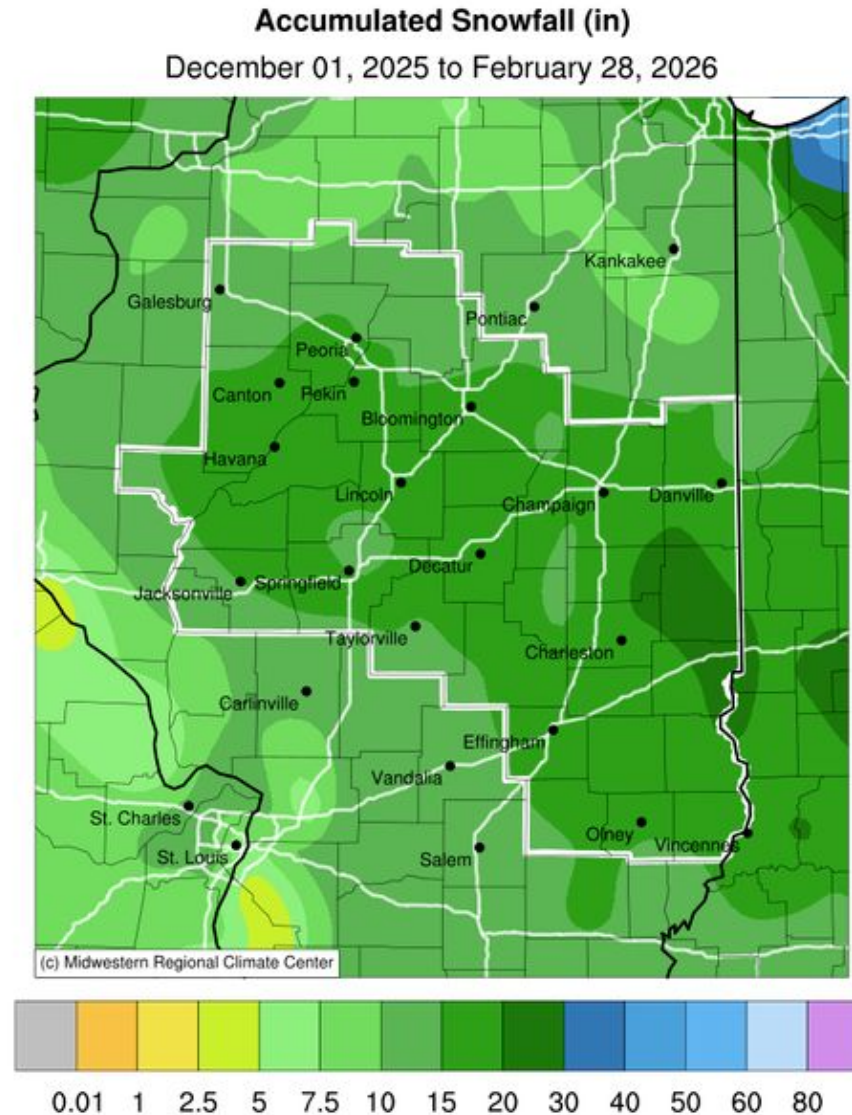 Accumulated Snowfall (in)
December 01, 2025 to February 28, 2026
Kankakee
Galesburg
Pontiac
Peoria
Canton
Pekin
Bloomington
Havana
Lincoln
Champaign
Danville
Decatur
Jacksonville
Springfield
Taylorville
Charleston
Carlinville
Effingham
Vandalia
St. Charles
Olney
Vincennes
St. Louis
Salem
(c) Midwestern Regional Climate Center
0.01 1 2.5 5 7.5 10 15 20 30 40 50 60 80